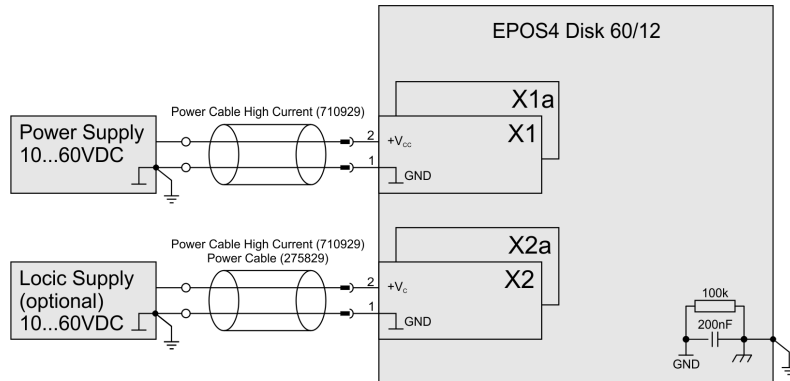 EPOS4 Disk 60/12
X1a
Power Cable High Current (710929)
Power Supply
10...60VDC
2
+Vcc
X1
1
GND
X2a
Power Cable High Current (710929)
Power Cable (275829)
Locic Supply
(optional)
10...60VDC
2
+Vc
X2
1
GND
100k
200nF
GND